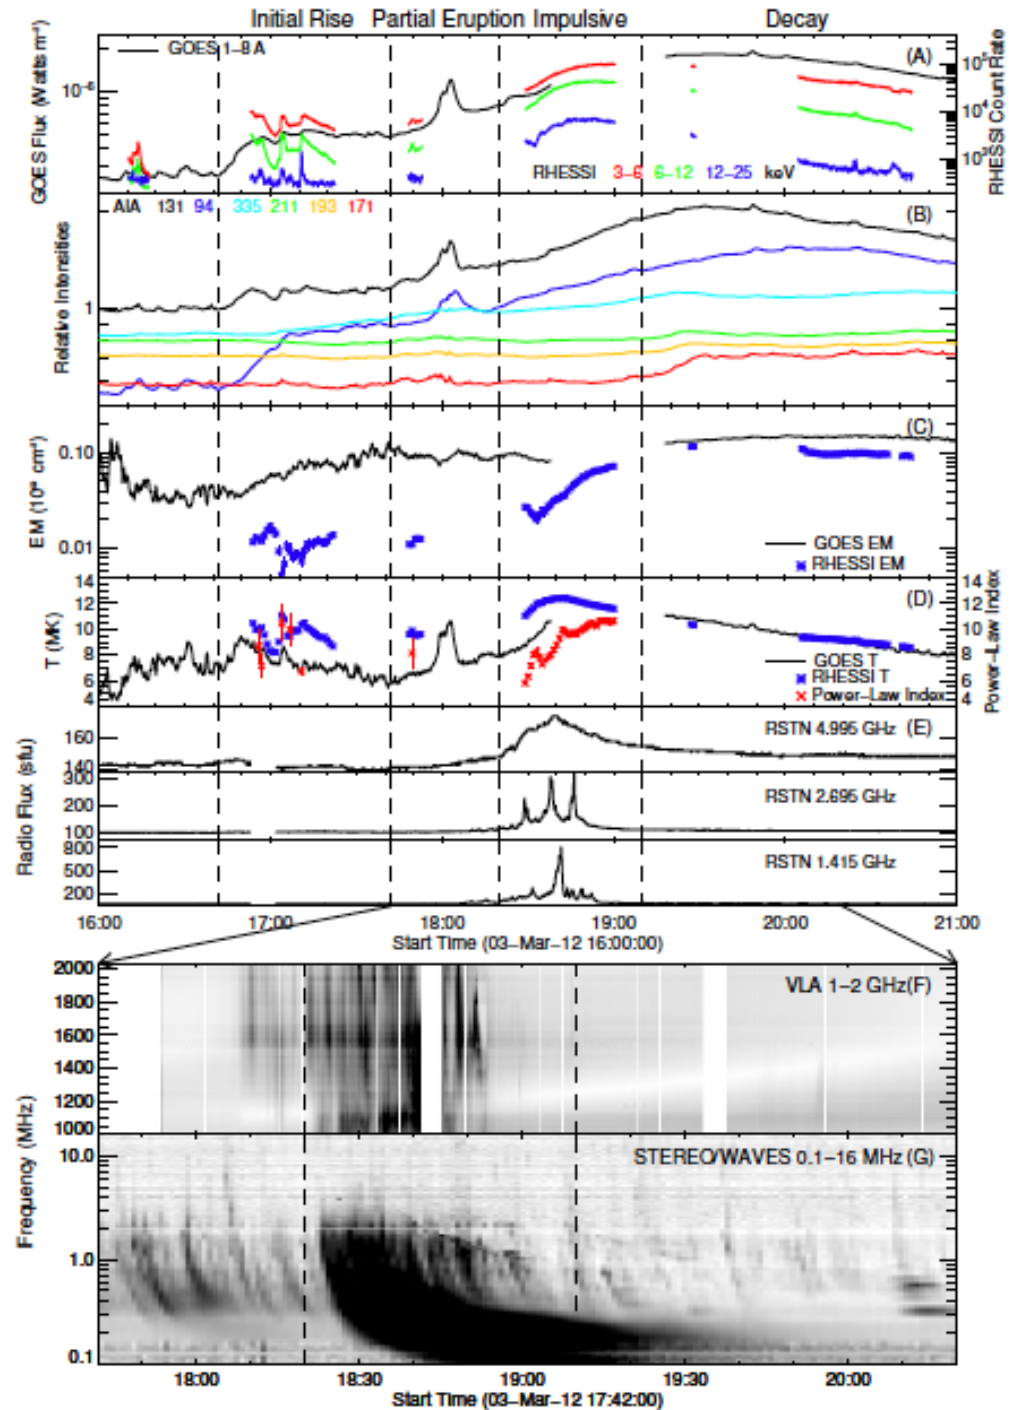 Initial Rise Partial Eruption Impulsive Decay
GOES 1–8 A (A)
GOES Flux (Watts m⁻²)
10⁻⁶
RHESSI Count Rate
10⁵
10⁴
10³
RHESSI 3–6 6–12 12–25 keV
AIA 131 94 335 211 193 171 (B)
Relative Intensities
1
(C)
EM (10⁴⁹ cm⁻³)
0.10
0.01
GOES EM
RHESSI EM
(D)
T (MK)
14
12
10
8
6
4
Power–Law Index
14
12
10
8
6
4
GOES T
RHESSI T
Power–Law Index
Radio Flux (sfu)
RSTN 4.995 GHz (E)
160
140
RSTN 2.695 GHz
300
200
100
RSTN 1.415 GHz
800
500
200
16:00 17:00 18:00 19:00 20:00 21:00
Start Time (03–Mar–12 16:00:00)
Frequency (MHz)
VLA 1–2 GHz(F)
2000
1800
1600
1400
1200
1000
STEREO/WAVES 0.1–16 MHz (G)
10.0
1.0
0.1
18:00 18:30 19:00 19:30 20:00
Start Time (03–Mar–12 17:42:00)